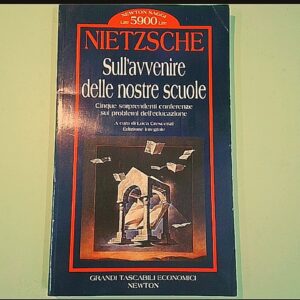 NEWTON SAGGI
Lire 5900 Lire
NIETZSCHE
Sull'avvenire
delle nostre scuole
Cinque sorprendenti conferenze
sui problemi dell'educazione
A cura di Luca Crescenzi
Edizione integrale
GRANDI TASCABILI ECONOMICI
NEWTON